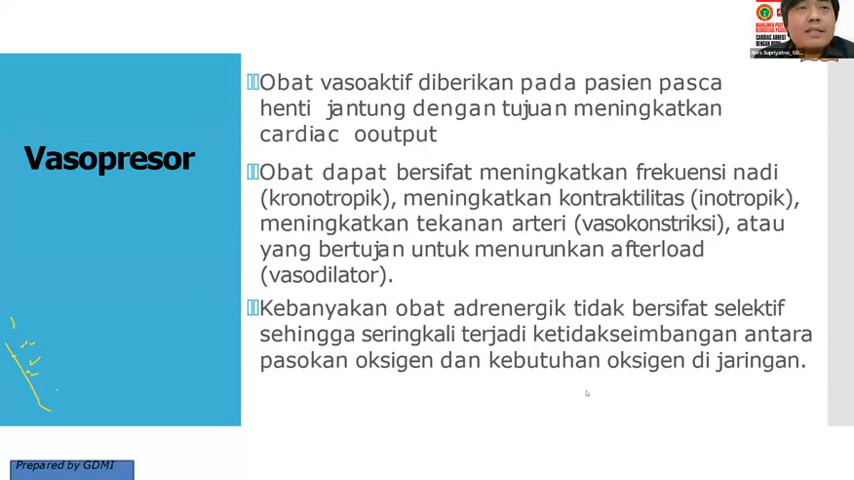 Vasopresor
Obat vasoaktif diberikan pada pasien pasca
henti jantung dengan tujuan meningkatkan
cardiac ooutput
Obat dapat bersifat meningkatkan frekuensi nadi
(kronotropik), meningkatkan kontraktilitas (inotropik),
meningkatkan tekanan arteri (vasokonstriksi), atau
yang bertujan untuk menurunkan afterload
(vasodilator).
Kebanyakan obat adrenergik tidak bersifat selektif
sehingga seringkali terjadi ketidakseimbangan antara
pasokan oksigen dan kebutuhan oksigen di jaringan.
Prepared by GDMI